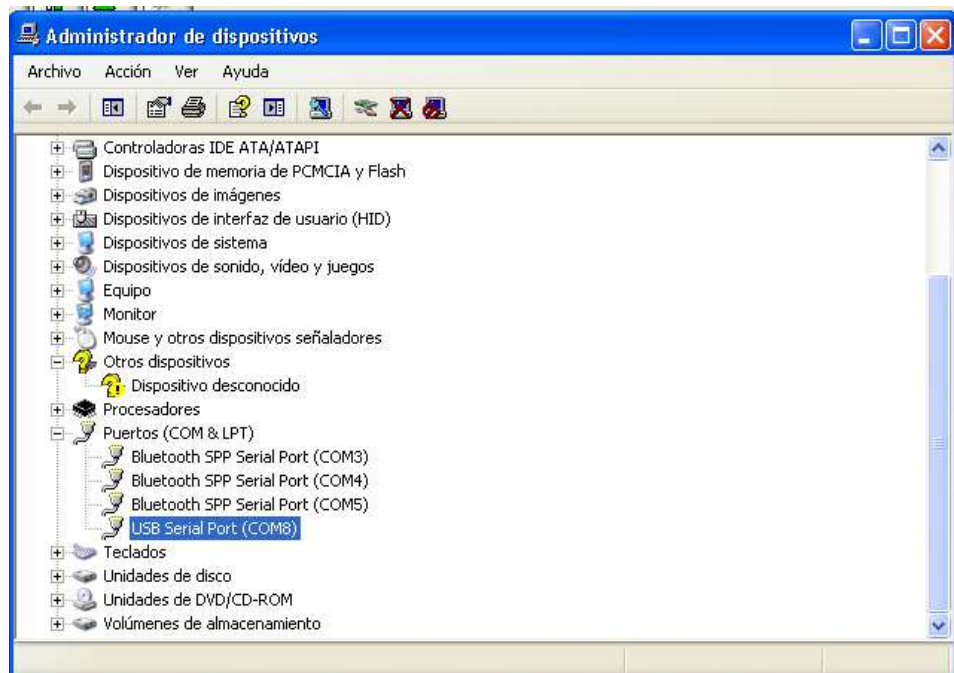 Administrador de dispositivos
Archivo Acción Ver Ayuda
Controladoras IDE ATA/ATAPI
Dispositivo de memoria de PCMCIA y Flash
Dispositivos de imágenes
Dispositivos de interfaz de usuario (HID)
Dispositivos de sistema
Dispositivos de sonido, vídeo y juegos
Equipo
Monitor
Mouse y otros dispositivos señaladores
Otros dispositivos
Dispositivo desconocido
Procesadores
Puertos (COM & LPT)
Bluetooth SPP Serial Port (COM3)
Bluetooth SPP Serial Port (COM4)
Bluetooth SPP Serial Port (COM5)
USB Serial Port (COM8)
Teclados
Unidades de disco
Unidades de DVD/CD-ROM
Volúmenes de almacenamiento